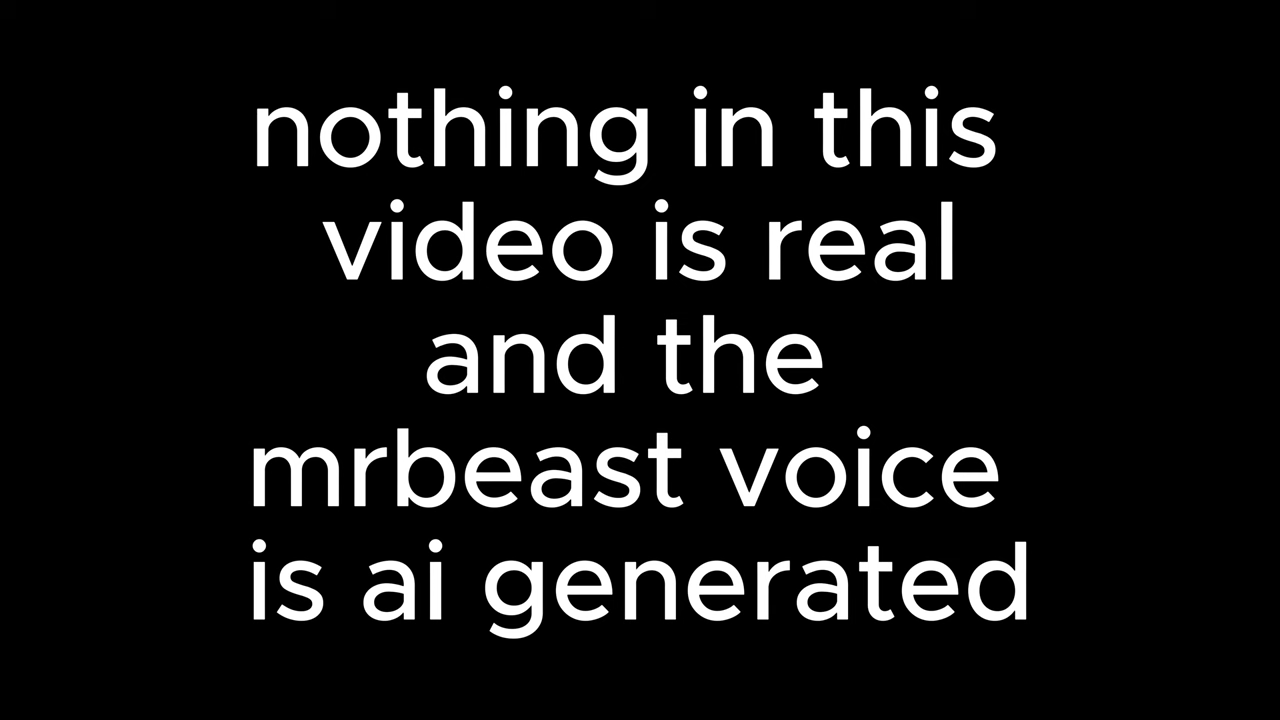 nothing in this
video is real
and the
mrbeast voice
is ai generated